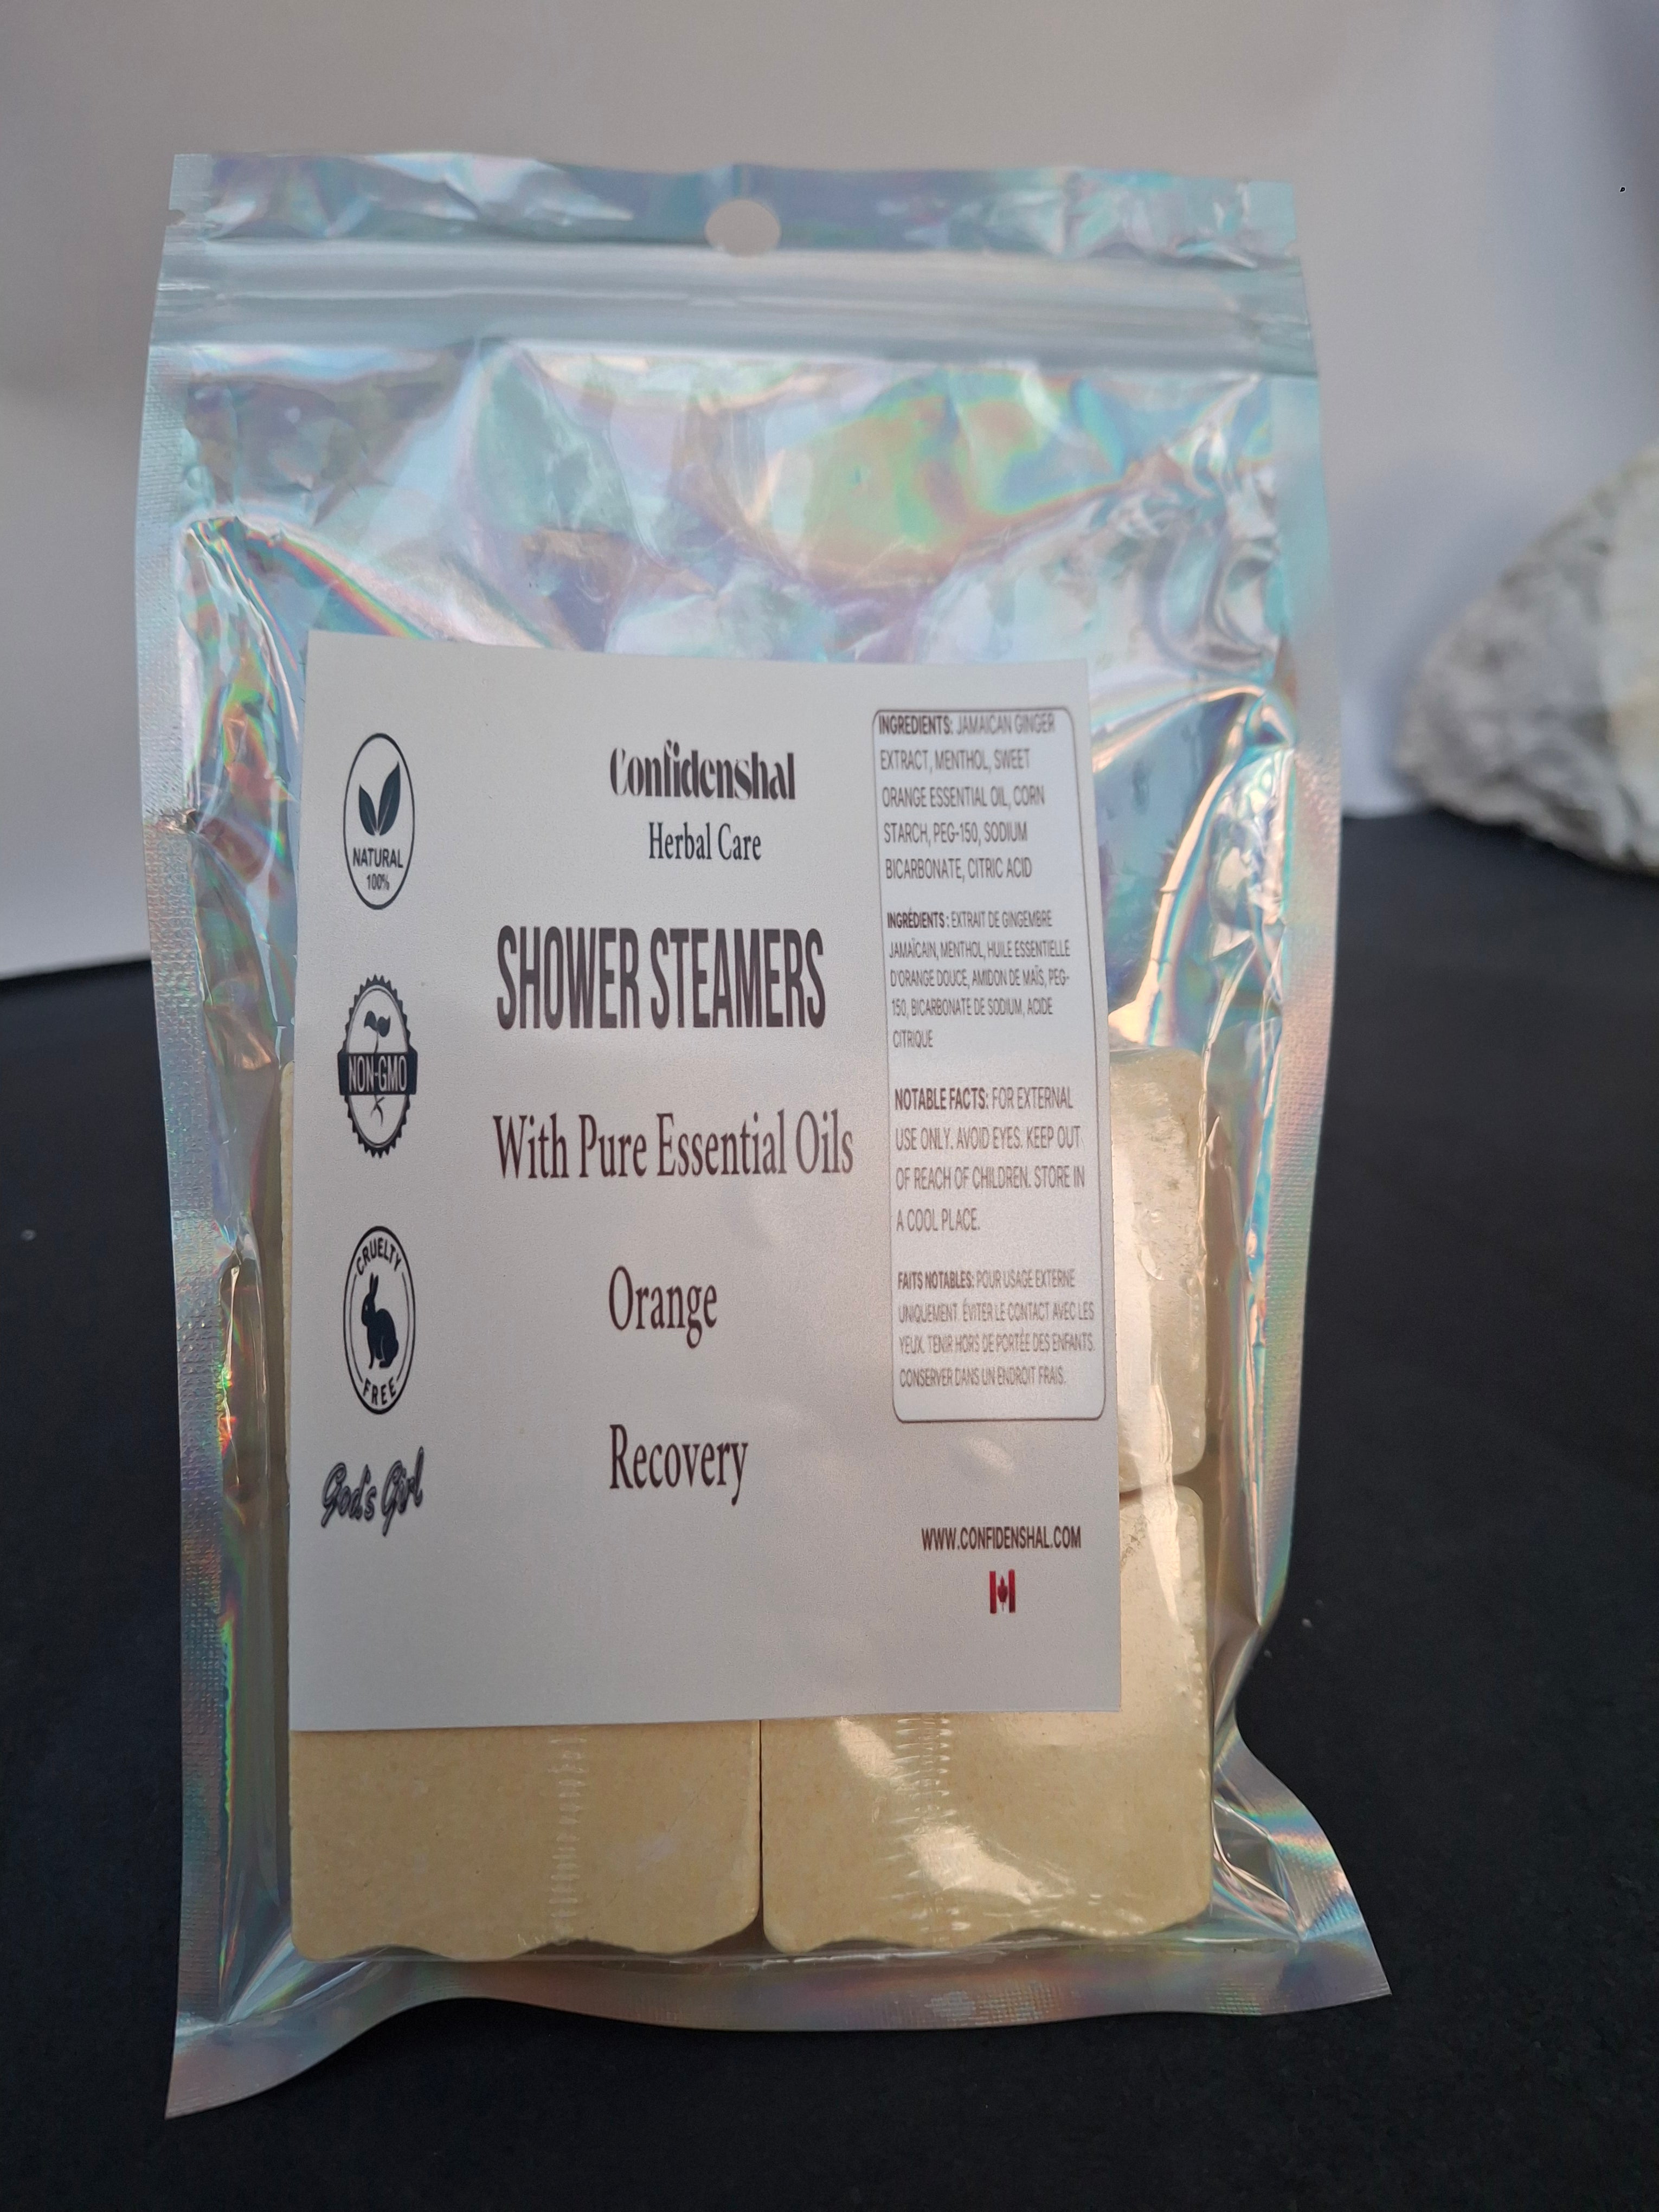 NATURAL
100%
NON-GMO
CRUELTY
FREE
God's Girl
Confidenshal
Herbal Care
SHOWER STEAMERS
With Pure Essential Oils
Orange
Recovery
INGREDIENTS: JAMAICAN GINGER
EXTRACT, MENTHOL, SWEET
ORANGE ESSENTIAL OIL, CORN
STARCH, PEG-150, SODIUM
BICARBONATE, CITRIC ACID
INGRÉDIENTS : EXTRAIT DE GINGEMBRE
JAMAÏCAIN, MENTHOL, HUILE ESSENTIELLE
D'ORANGE DOUCE, AMIDON DE MAÏS, PEG-
150, BICARBONATE DE SODIUM, ACIDE
CITRIQUE
NOTABLE FACTS: FOR EXTERNAL
USE ONLY. AVOID EYES. KEEP OUT
OF REACH OF CHILDREN. STORE IN
A COOL PLACE.
FAITS NOTABLES: POUR USAGE EXTERNE
UNIQUEMENT. ÉVITER LE CONTACT AVEC LES
YEUX. TENIR HORS DE PORTÉE DES ENFANTS.
CONSERVER DANS UN ENDROIT FRAIS.
WWW.CONFIDENSHAL.COM